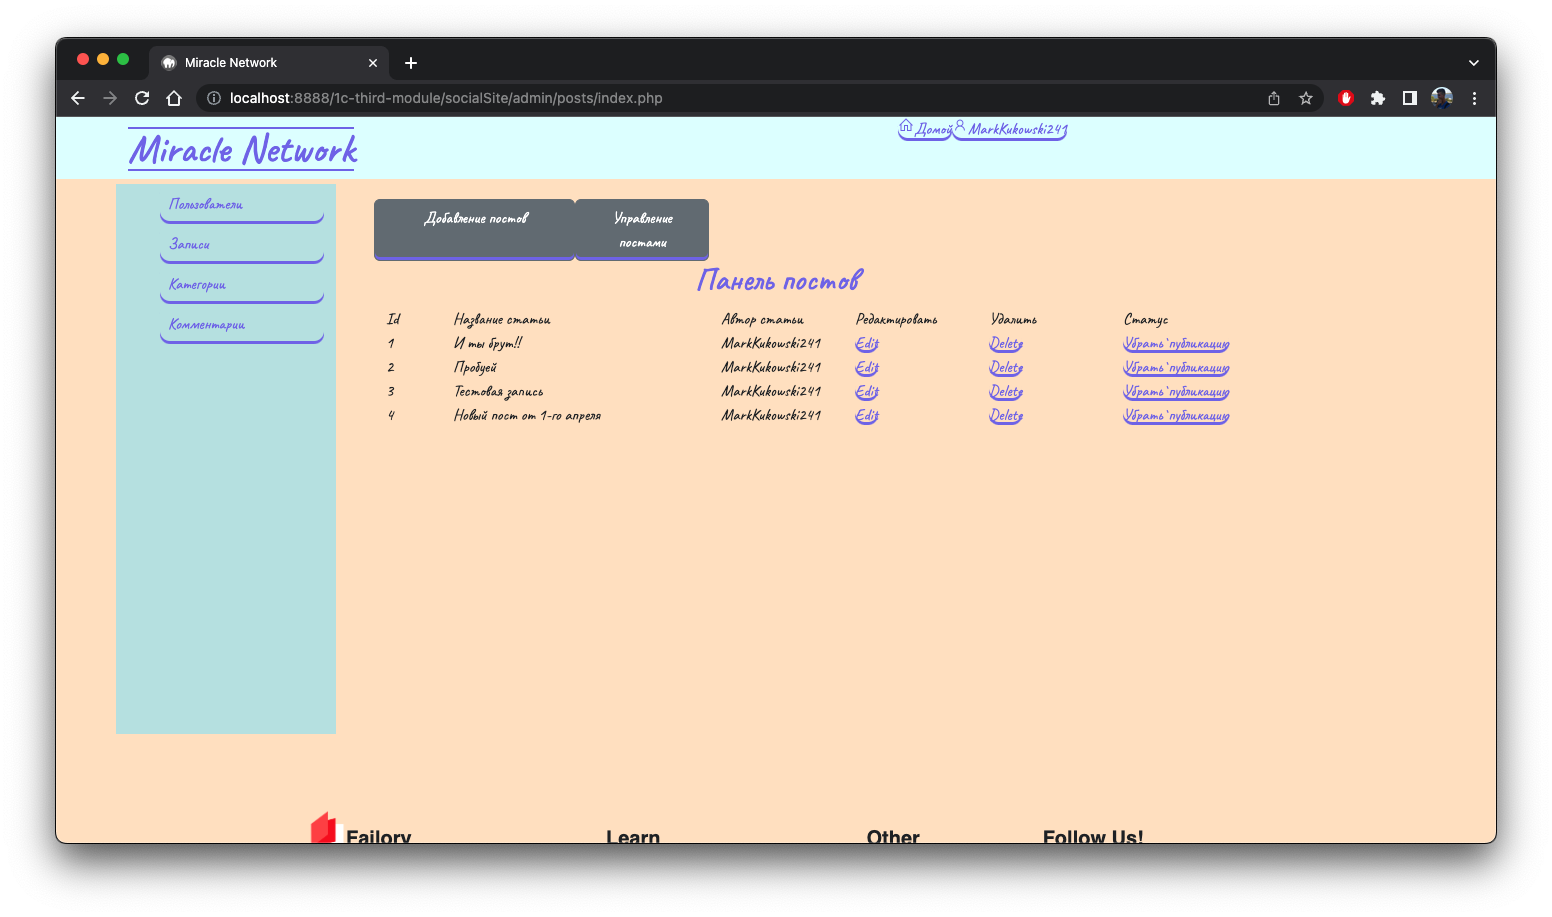 Miracle Network
localhost:8888/1c-third-module/socialSite/admin/posts/index.php
Miracle Network
Домой MarkKukowski241
Пользователи
Записи
Категории
Комментарии
Добавление постов
Управление
постами
Панель постов
Id Название статьи Автор статьи Редактировать Удалить Статус
1 И ты брут!! MarkKukowski241 Edit Delete Убрать`публикацию
2 Пробуей MarkKukowski241 Edit Delete Убрать`публикацию
3 Тестовая запись MarkKukowski241 Edit Delete Убрать`публикацию
4 Новый пост от 1-го апреля MarkKukowski241 Edit Delete Убрать`публикацию
Failory Learn Other Follow Us!